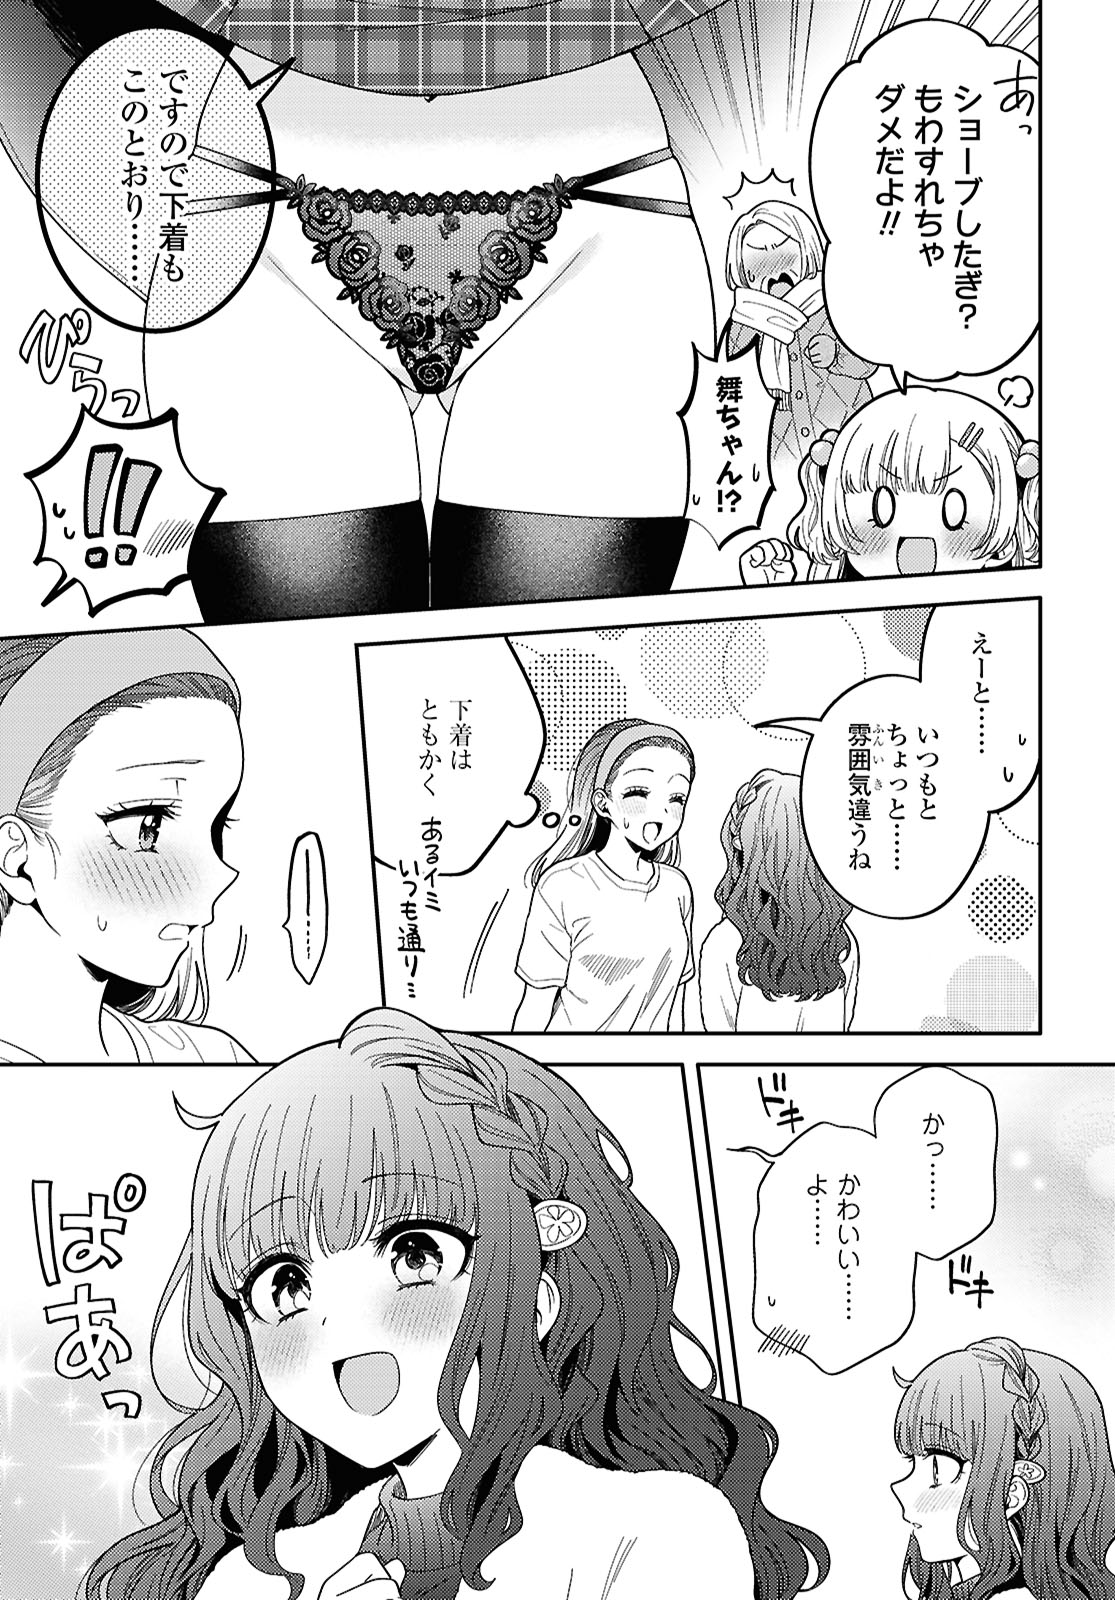 あっ
ショーブしたぎ?
もわすれちゃ
ダメだよ!!
舞ちゃん!?
ですので下着も
このとおり……
ぴらっ
!!
えーと……
いつもと
ちょっと……
雰囲気違うね
ふんいき
下着は
ともかく
あるイミ
いつも通り…
……
かっ……
かわいい……
よ……
ドキ
ドキ
ぱあっ